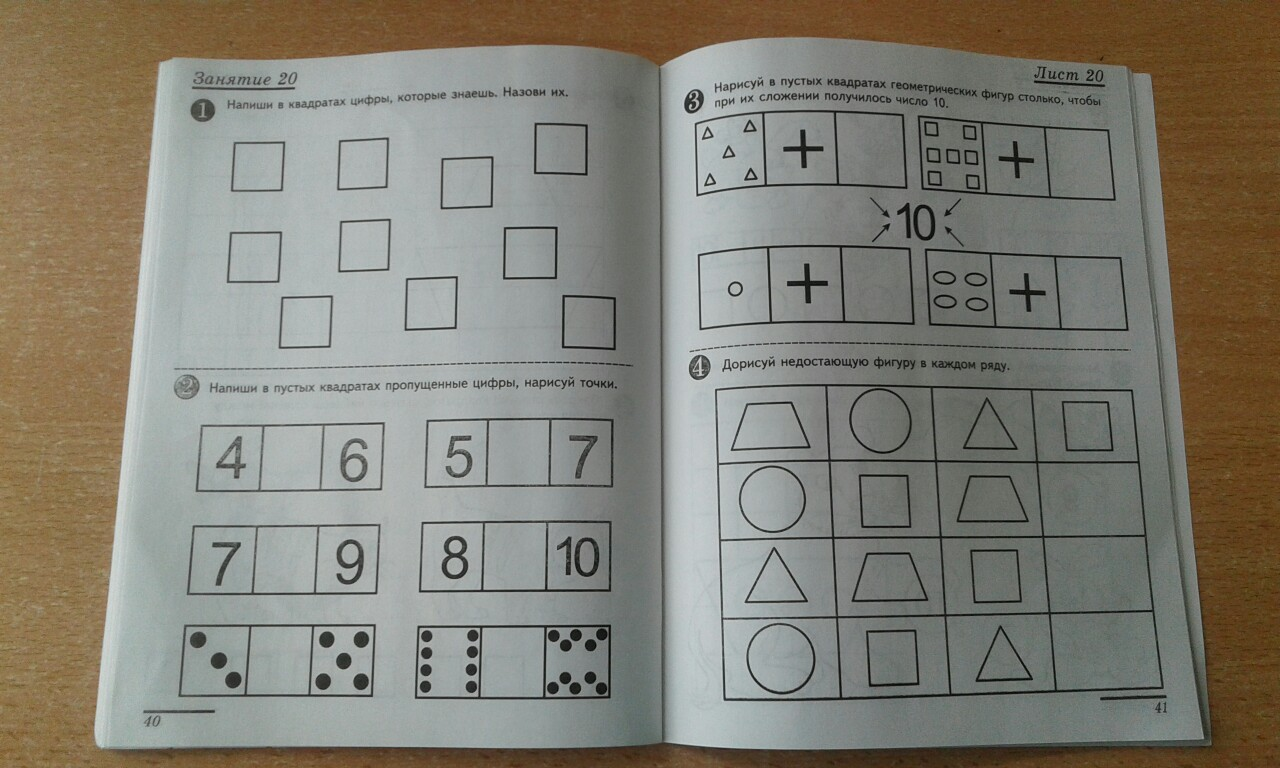 Занятие 20
1 Напиши в квадратах цифры, которые знаешь. Назови их.
2 Напиши в пустых квадратах пропущенные цифры, нарисуй точки.
4 6 5 7
7 9 8 10
40
Лист 20
3 Нарисуй в пустых квадратах геометрических фигур столько, чтобы
при их сложении получилось число 10.
+ +
10
+ +
4 Дорисуй недостающую фигуру в каждом ряду.
41